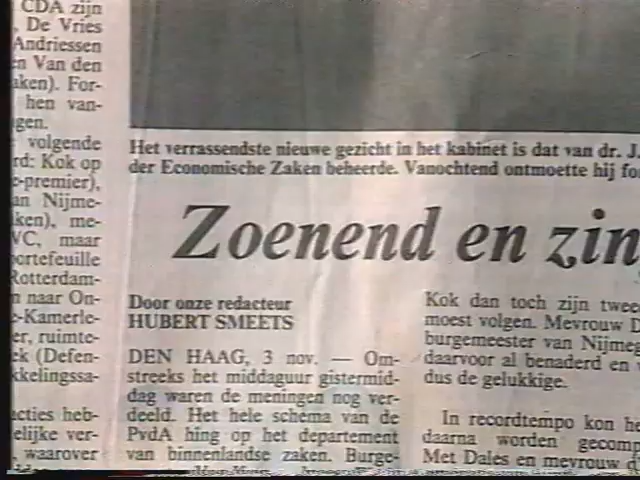 CDA zijn
De Vries
Andriessen
en Van den
aken). For-
hen van-
gen.
volgende
rd: Kok op
e-premier),
an Nijme-
ken), me-
VC, maar
ortefeuille
Rotterdam-
n naar On-
e-Kamerle-
er, ruimte-
ek (Defen-
kkelingssa-
acties heb-
elijke ver-
, waarover
Het verrassendste nieuwe gezicht in het kabinet is dat van dr. J.
der Economische Zaken beheerde. Vanochtend ontmoette hij fo
Zoenend en zin
Door onze redacteur
HUBERT SMEETS
DEN HAAG, 3 nov. — Om-
streeks het middaguur gistermid-
dag waren de meningen nog ver-
deeld. Het hele schema van de
PvdA hing op het departement
van binnenlandse zaken. Burge-
Kok dan toch zijn twee
moest volgen. Mevrouw D
burgemeester van Nijmeg
daarvoor al benaderd en v
dus de gelukkige.
In recordtempo kon he
daarna worden gecomp
Met Dales en mevrouw d